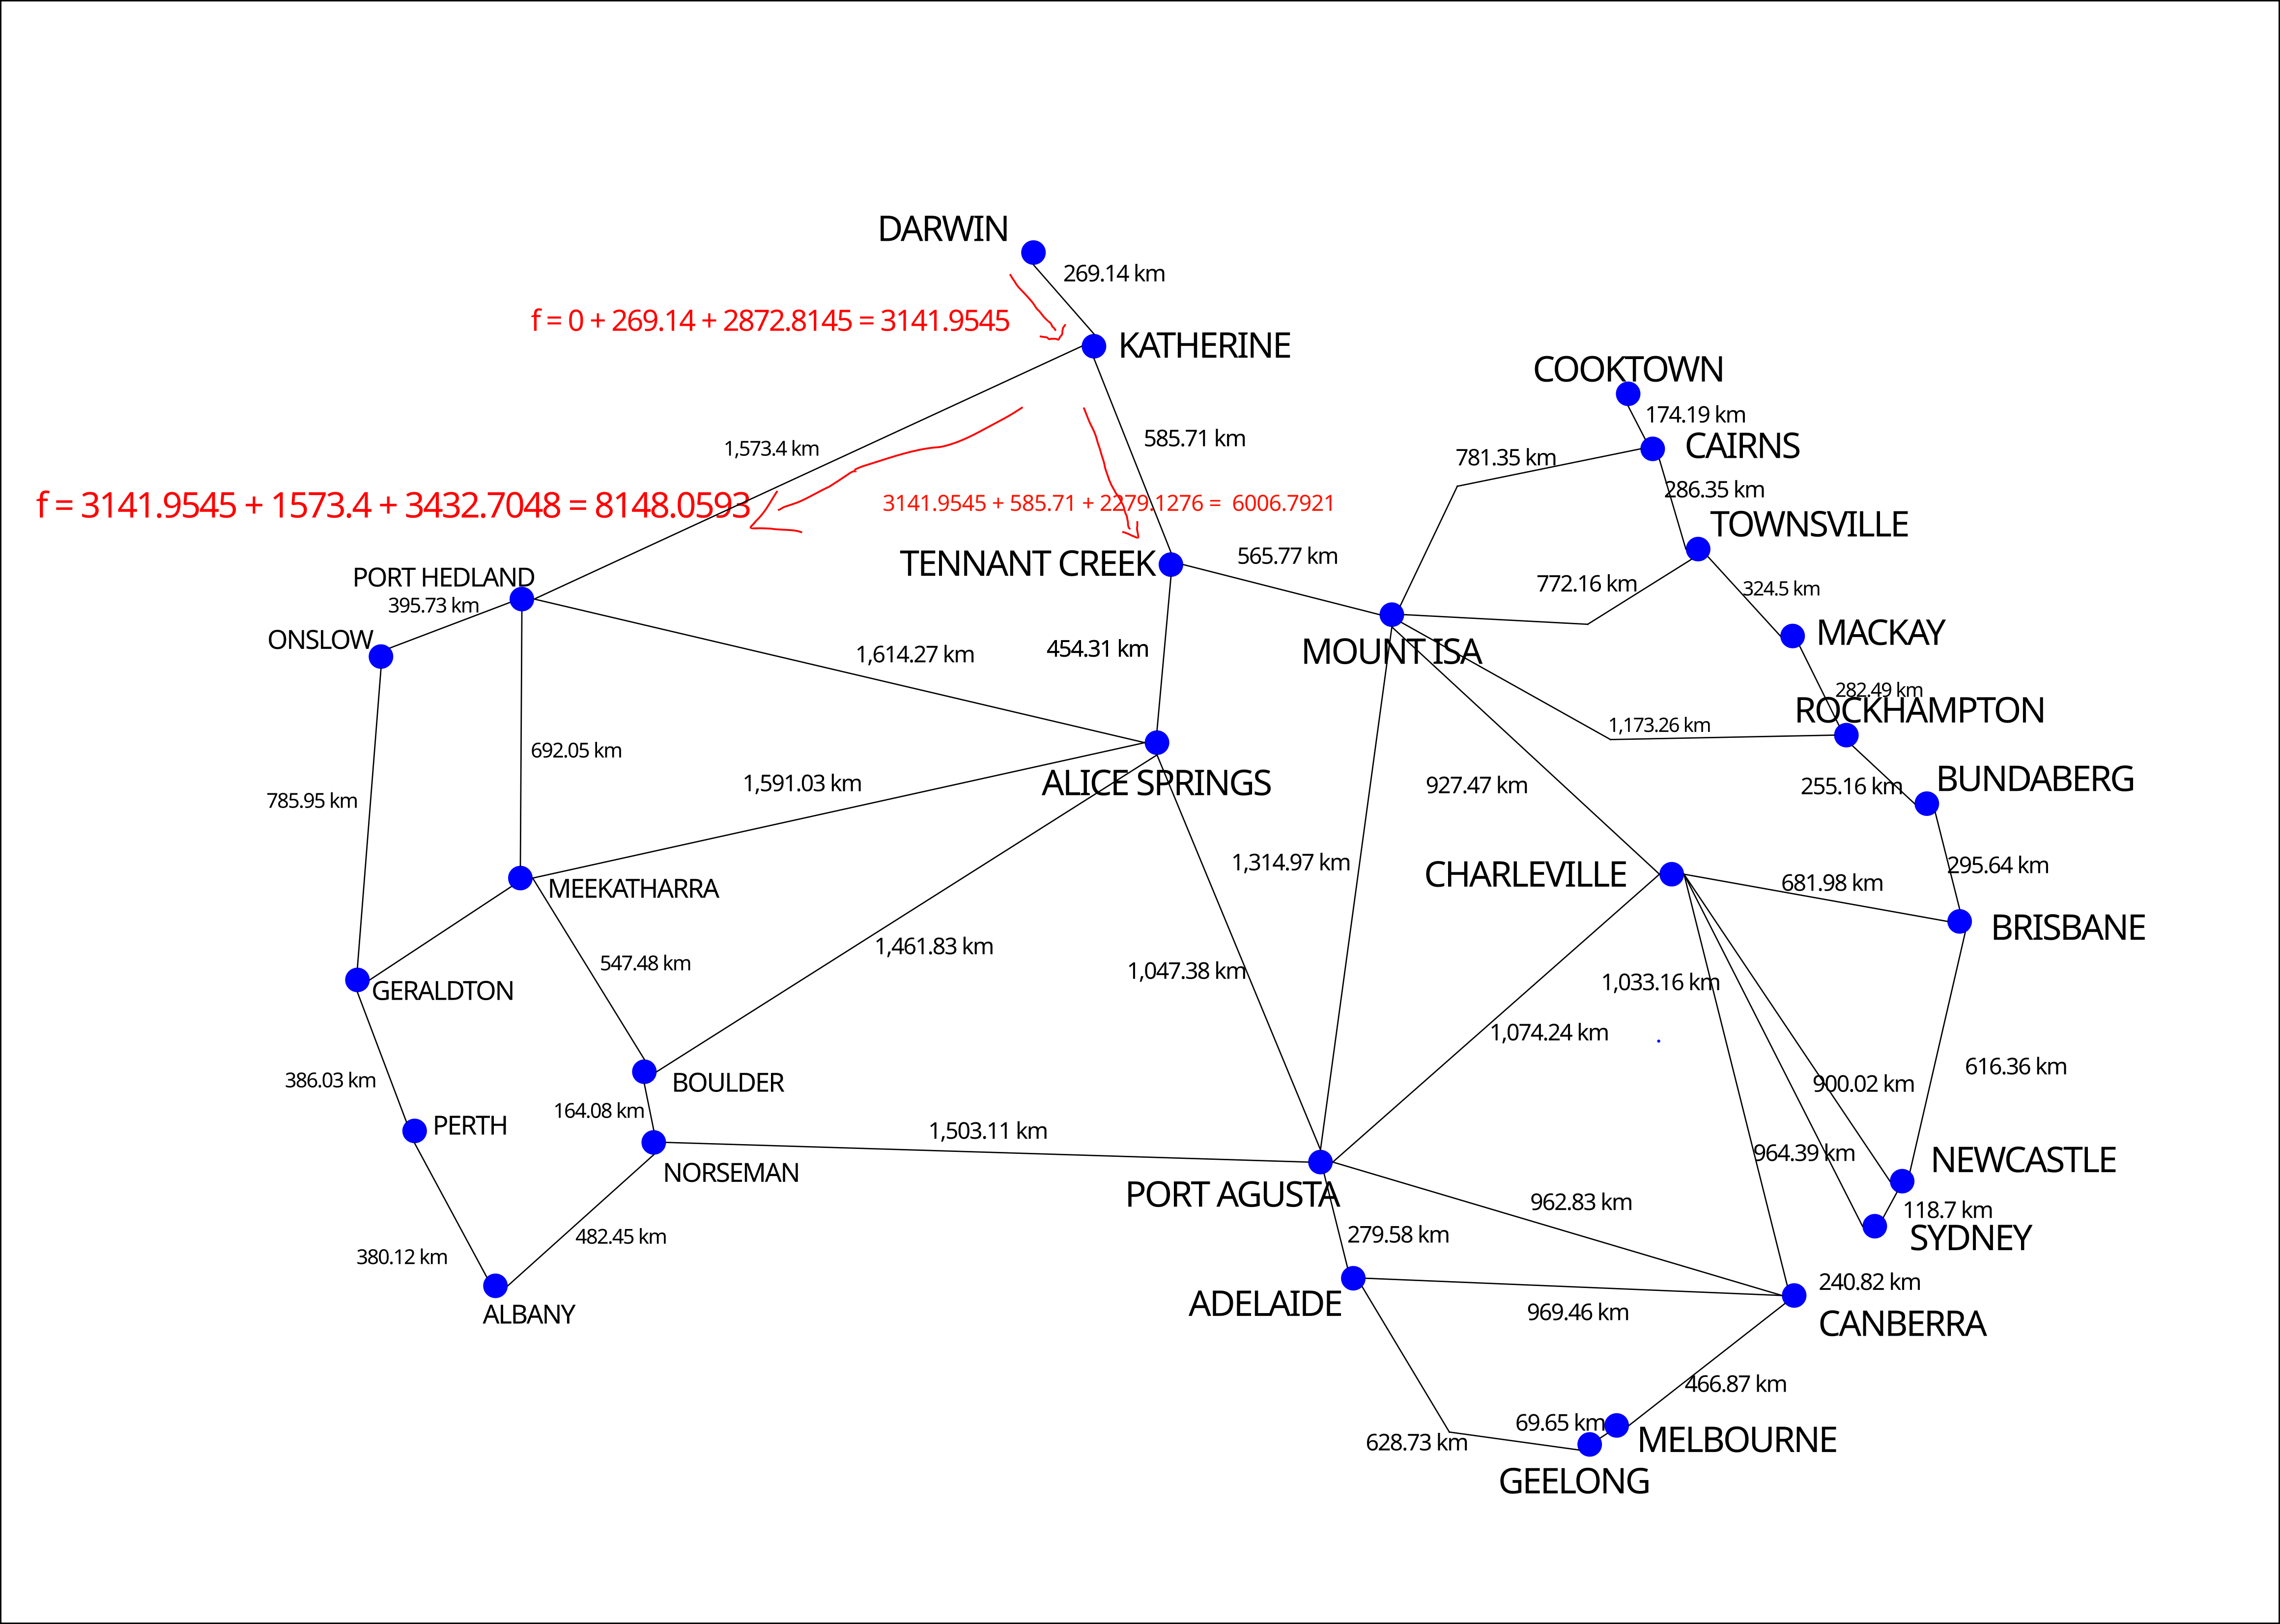 DARWIN
269.14 km
f = 0 + 269.14 + 2872.8145 = 3141.9545
KATHERINE
COOKTOWN
174.19 km
CAIRNS
1,573.4 km
585.71 km
781.35 km
286.35 km
f = 3141.9545 + 1573.4 + 3432.7048 = 8148.0593
3141.9545 + 585.71 + 2279.1276 = 6006.7921
TOWNSVILLE
TENNANT CREEK
565.77 km
PORT HEDLAND
395.73 km
772.16 km
324.5 km
ONSLOW
MACKAY
1,614.27 km
454.31 km
MOUNT ISA
282.49 km
ROCKHAMPTON
1,173.26 km
692.05 km
1,591.03 km
ALICE SPRINGS
927.47 km
255.16 km
BUNDABERG
785.95 km
1,314.97 km
CHARLEVILLE
681.98 km
295.64 km
MEEKATHARRA
BRISBANE
547.48 km
1,461.83 km
1,047.38 km
1,033.16 km
GERALDTON
1,074.24 km
386.03 km
BOULDER
900.02 km
616.36 km
164.08 km
PERTH
1,503.11 km
964.39 km
NEWCASTLE
NORSEMAN
PORT AGUSTA
962.83 km
118.7 km
482.45 km
279.58 km
SYDNEY
380.12 km
240.82 km
ALBANY
ADELAIDE
969.46 km
CANBERRA
466.87 km
69.65 km
628.73 km
MELBOURNE
GEELONG